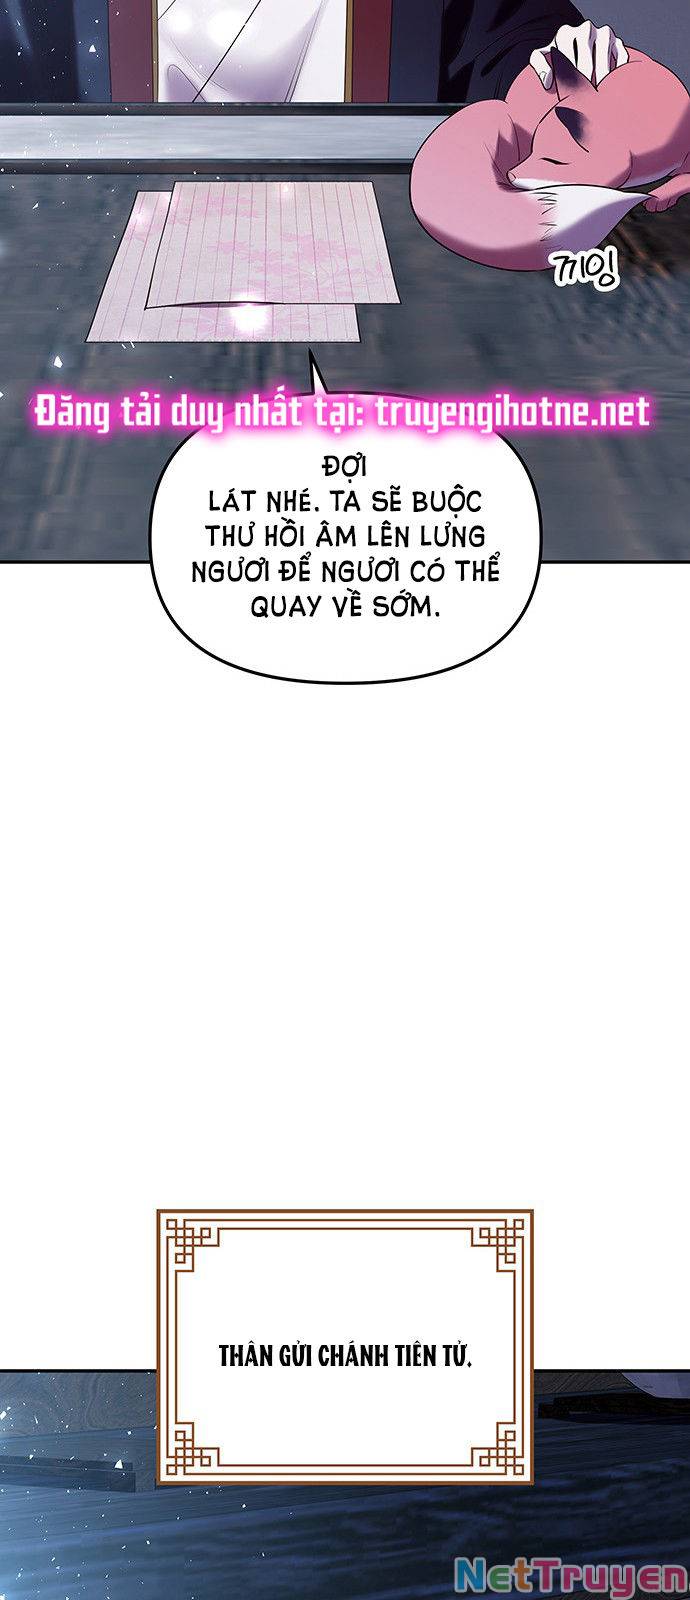 끼잉
Đăng tải duy nhất tại: truyengihotne.net
ĐỢI
LÁT NHÉ. TA SẼ BUỘC
THƯ HỒI ÂM LÊN LƯNG
NGƯƠI ĐỂ NGƯƠI CÓ THỂ
QUAY VỀ SỚM.
THÂN GỬI CHÁNH TIÊN TỬ.
NetTruyen